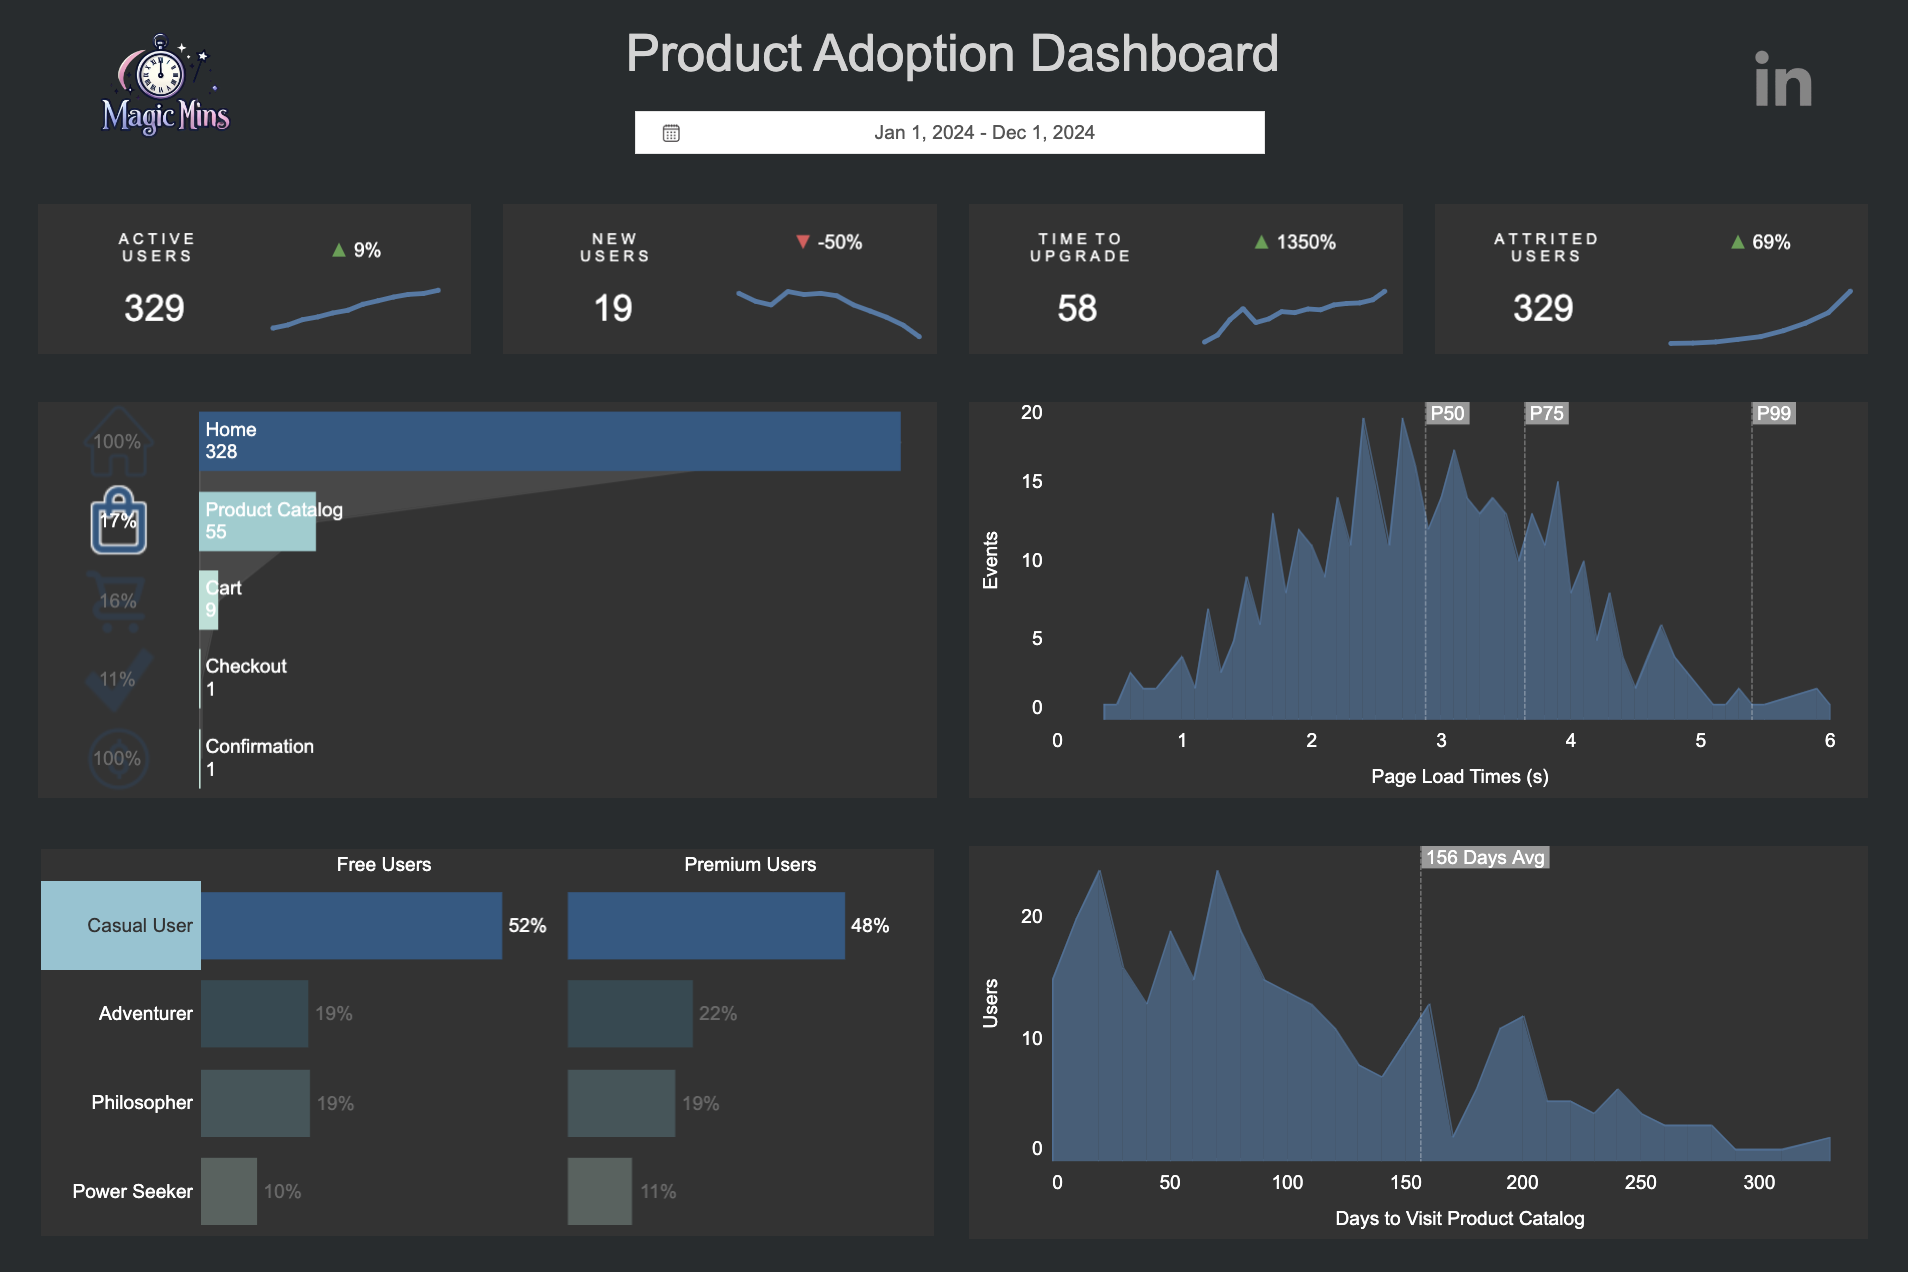 Magic Mins
Product Adoption Dashboard
in
Jan 1, 2024 - Dec 1, 2024
ACTIVE
USERS
329
▲ 9%
NEW
USERS
19
▼ -50%
TIME TO
UPGRADE
58
▲ 1350%
ATTRITED
USERS
329
▲ 69%
100%
Home
328
17%
Product Catalog
55
16%
Cart
9
11%
Checkout
1
100%
Confirmation
1
P50
P75
P99
Events
20
15
10
5
0
0 1 2 3 4 5 6
Page Load Times (s)
Free Users
Premium Users
Casual User
52%
48%
Adventurer
19%
22%
Philosopher
19%
19%
Power Seeker
10%
11%
156 Days Avg
Users
20
10
0
0 50 100 150 200 250 300
Days to Visit Product Catalog